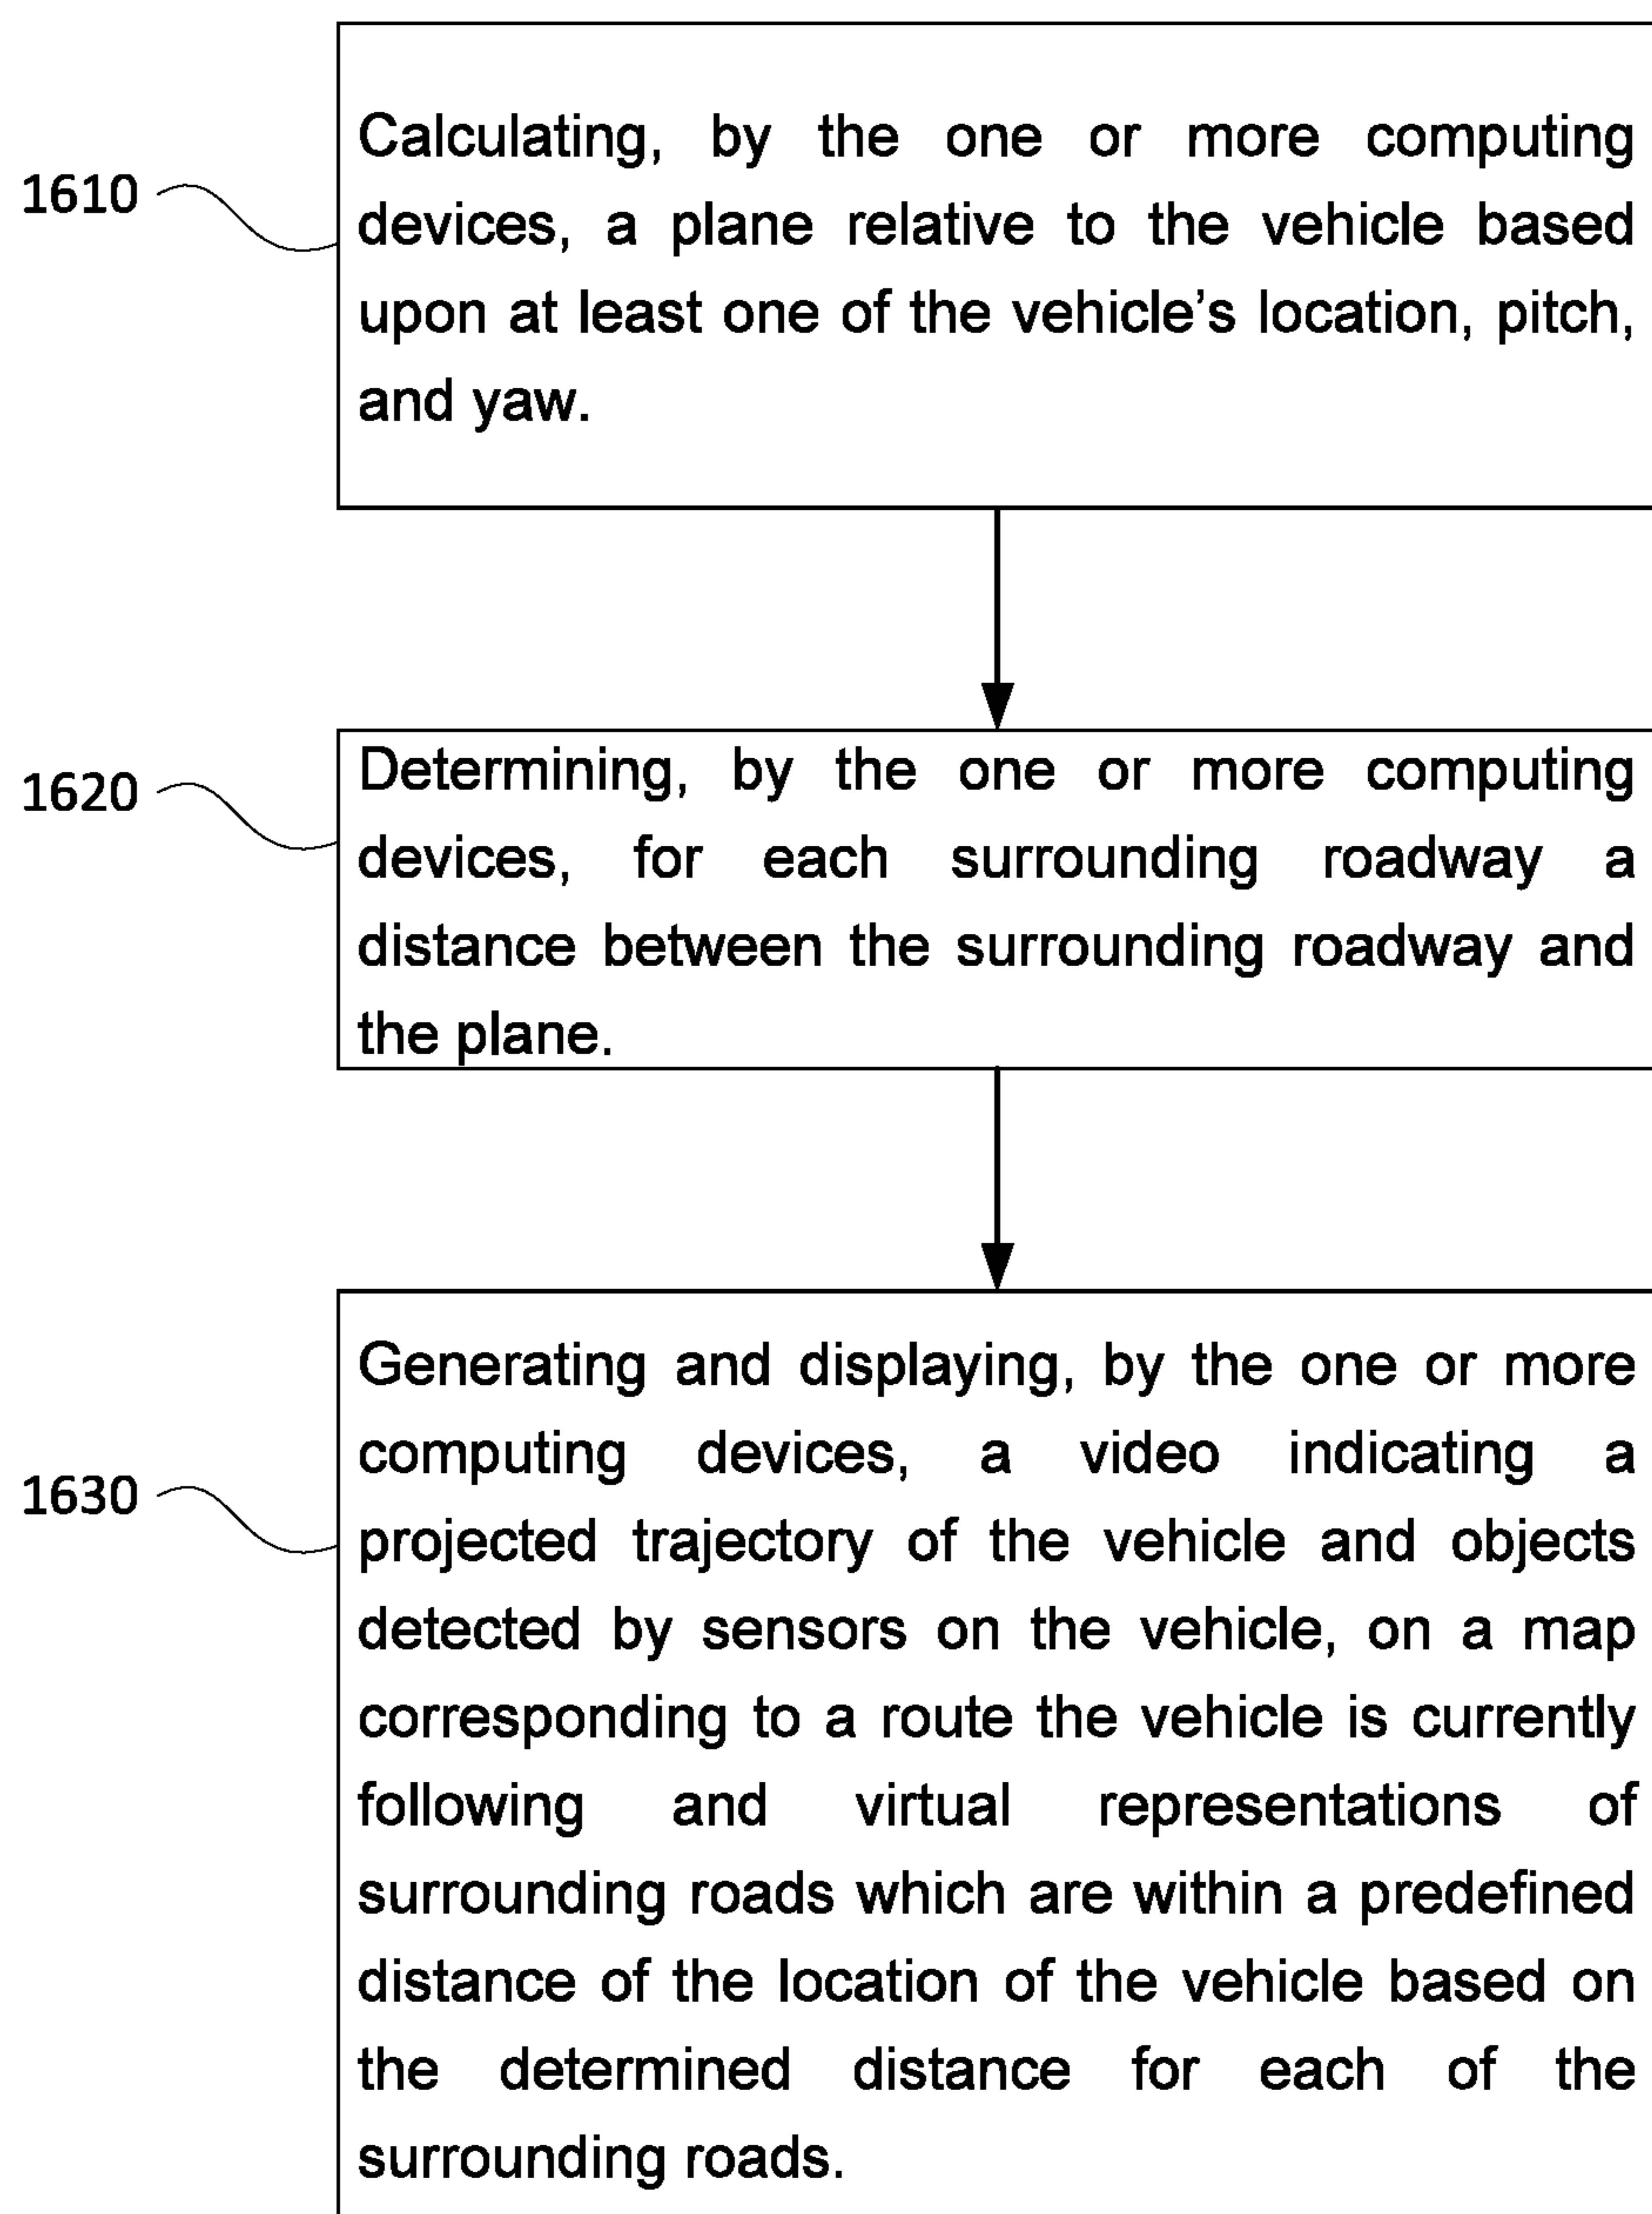 1610
Calculating, by the one or more computing
devices, a plane relative to the vehicle based
upon at least one of the vehicle's location, pitch,
and yaw.
1620
Determining, by the one or more computing
devices, for each surrounding roadway a
distance between the surrounding roadway and
the plane.
1630
Generating and displaying, by the one or more
computing devices, a video indicating a
projected trajectory of the vehicle and objects
detected by sensors on the vehicle, on a map
corresponding to a route the vehicle is currently
following and virtual representations of
surrounding roads which are within a predefined
distance of the location of the vehicle based on
the determined distance for each of the
surrounding roads.